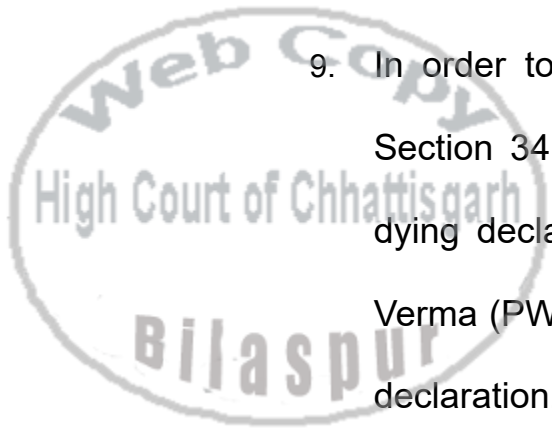 Web Copy
9. In order to
Section 34
High Court of Chhattisgarh
dying decla
Verma (PW
Bilaspur
declaration